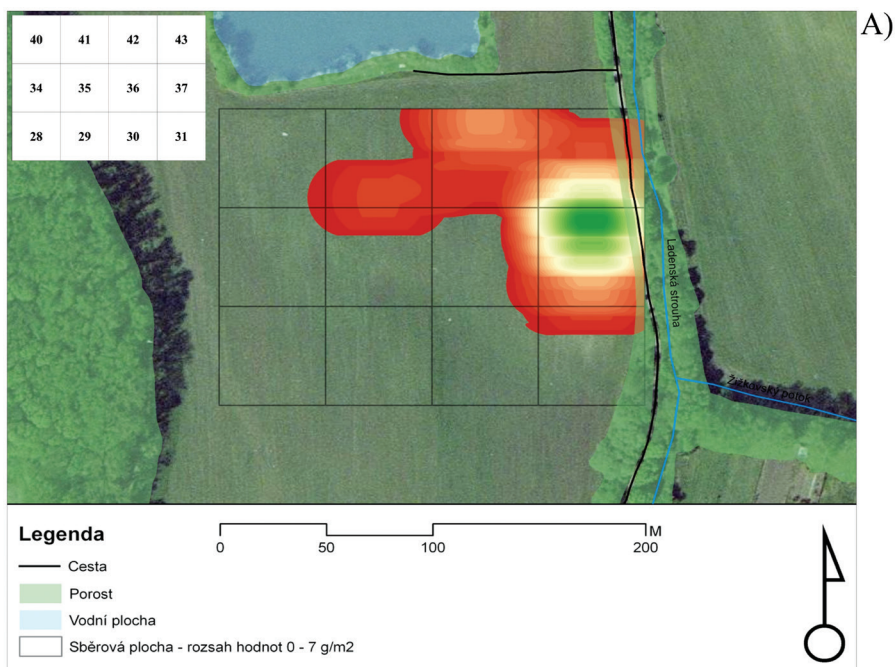 A)
40 41 42 43
34 35 36 37
28 29 30 31
Ladenská strouha
Žižkovský potok
Legenda
Cesta
Porost
Vodní plocha
Sběrová plocha - rozsah hodnot 0 - 7 g/m2
M
0 50 100 200